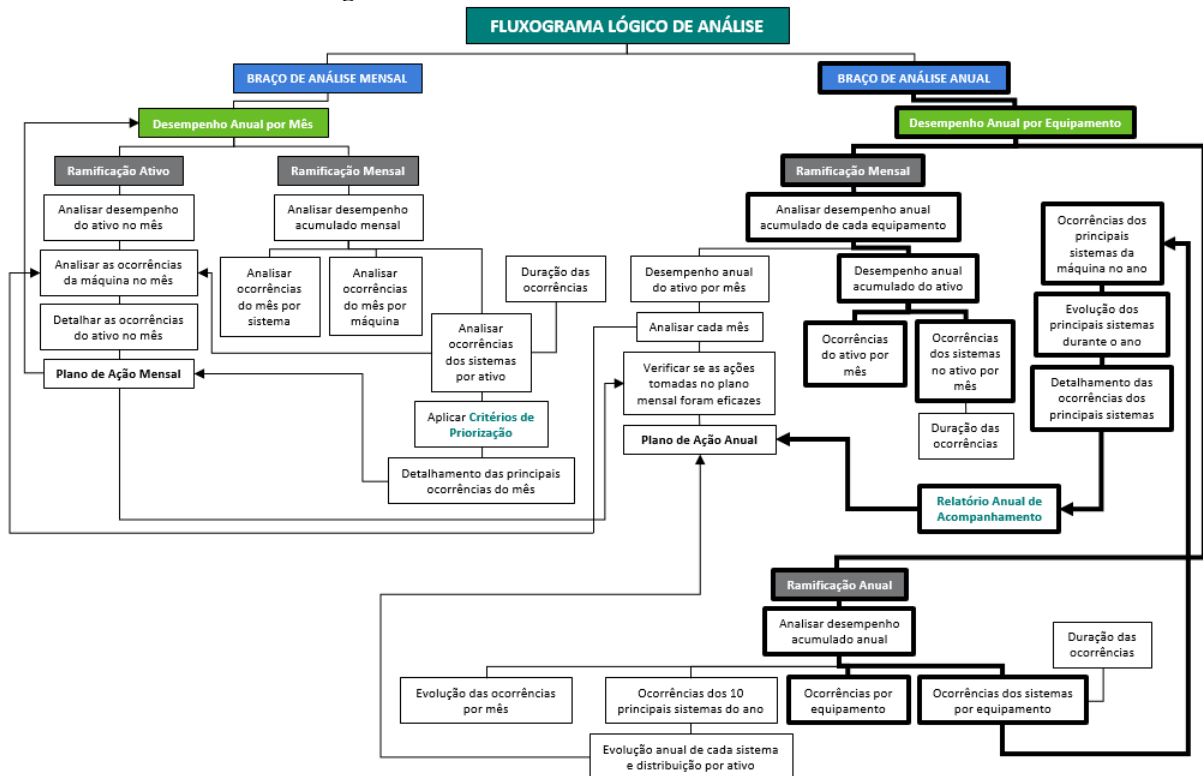 FLUXOGRAMA LÓGICO DE ANÁLISE
BRAÇO DE ANÁLISE MENSAL
Desempenho Anual por Mês
Ramificação Ativo
Analisar desempenho
do ativo no mês
Analisar as ocorrências
da máquina no mês
Detalhar as ocorrências
do ativo no mês
Plano de Ação Mensal
Ramificação Mensal
Analisar desempenho
acumulado mensal
Analisar
ocorrências
do mês por
sistema
Analisar
ocorrências
do mês por
máquina
Duração das
ocorrências
Analisar
ocorrências
dos sistemas
por ativo
Aplicar Critérios de
Priorização
Detalhamento das principais
ocorrências do mês
BRAÇO DE ANÁLISE ANUAL
Desempenho Anual por Equipamento
Ramificação Mensal
Analisar desempenho anual
acumulado de cada equipamento
Desempenho anual
do ativo por mês
Analisar cada mês
Verificar se as ações
tomadas no plano
mensal foram eficazes
Plano de Ação Anual
Desempenho anual
acumulado do ativo
Ocorrências
do ativo por
mês
Ocorrências
dos sistemas
no ativo por
mês
Duração das
ocorrências
Ocorrências dos
principais
sistemas da
máquina no ano
Evolução dos
principais sistemas
durante o ano
Detalhamento das
ocorrências dos
principais sistemas
Relatório Anual de
Acompanhamento
Ramificação Anual
Analisar desempenho
acumulado anual
Duração das
ocorrências
Evolução das ocorrências
por mês
Ocorrências dos 10
principais sistemas do ano
Ocorrências por
equipamento
Ocorrências dos sistemas
por equipamento
Evolução anual de cada sistema
e distribuição por ativo